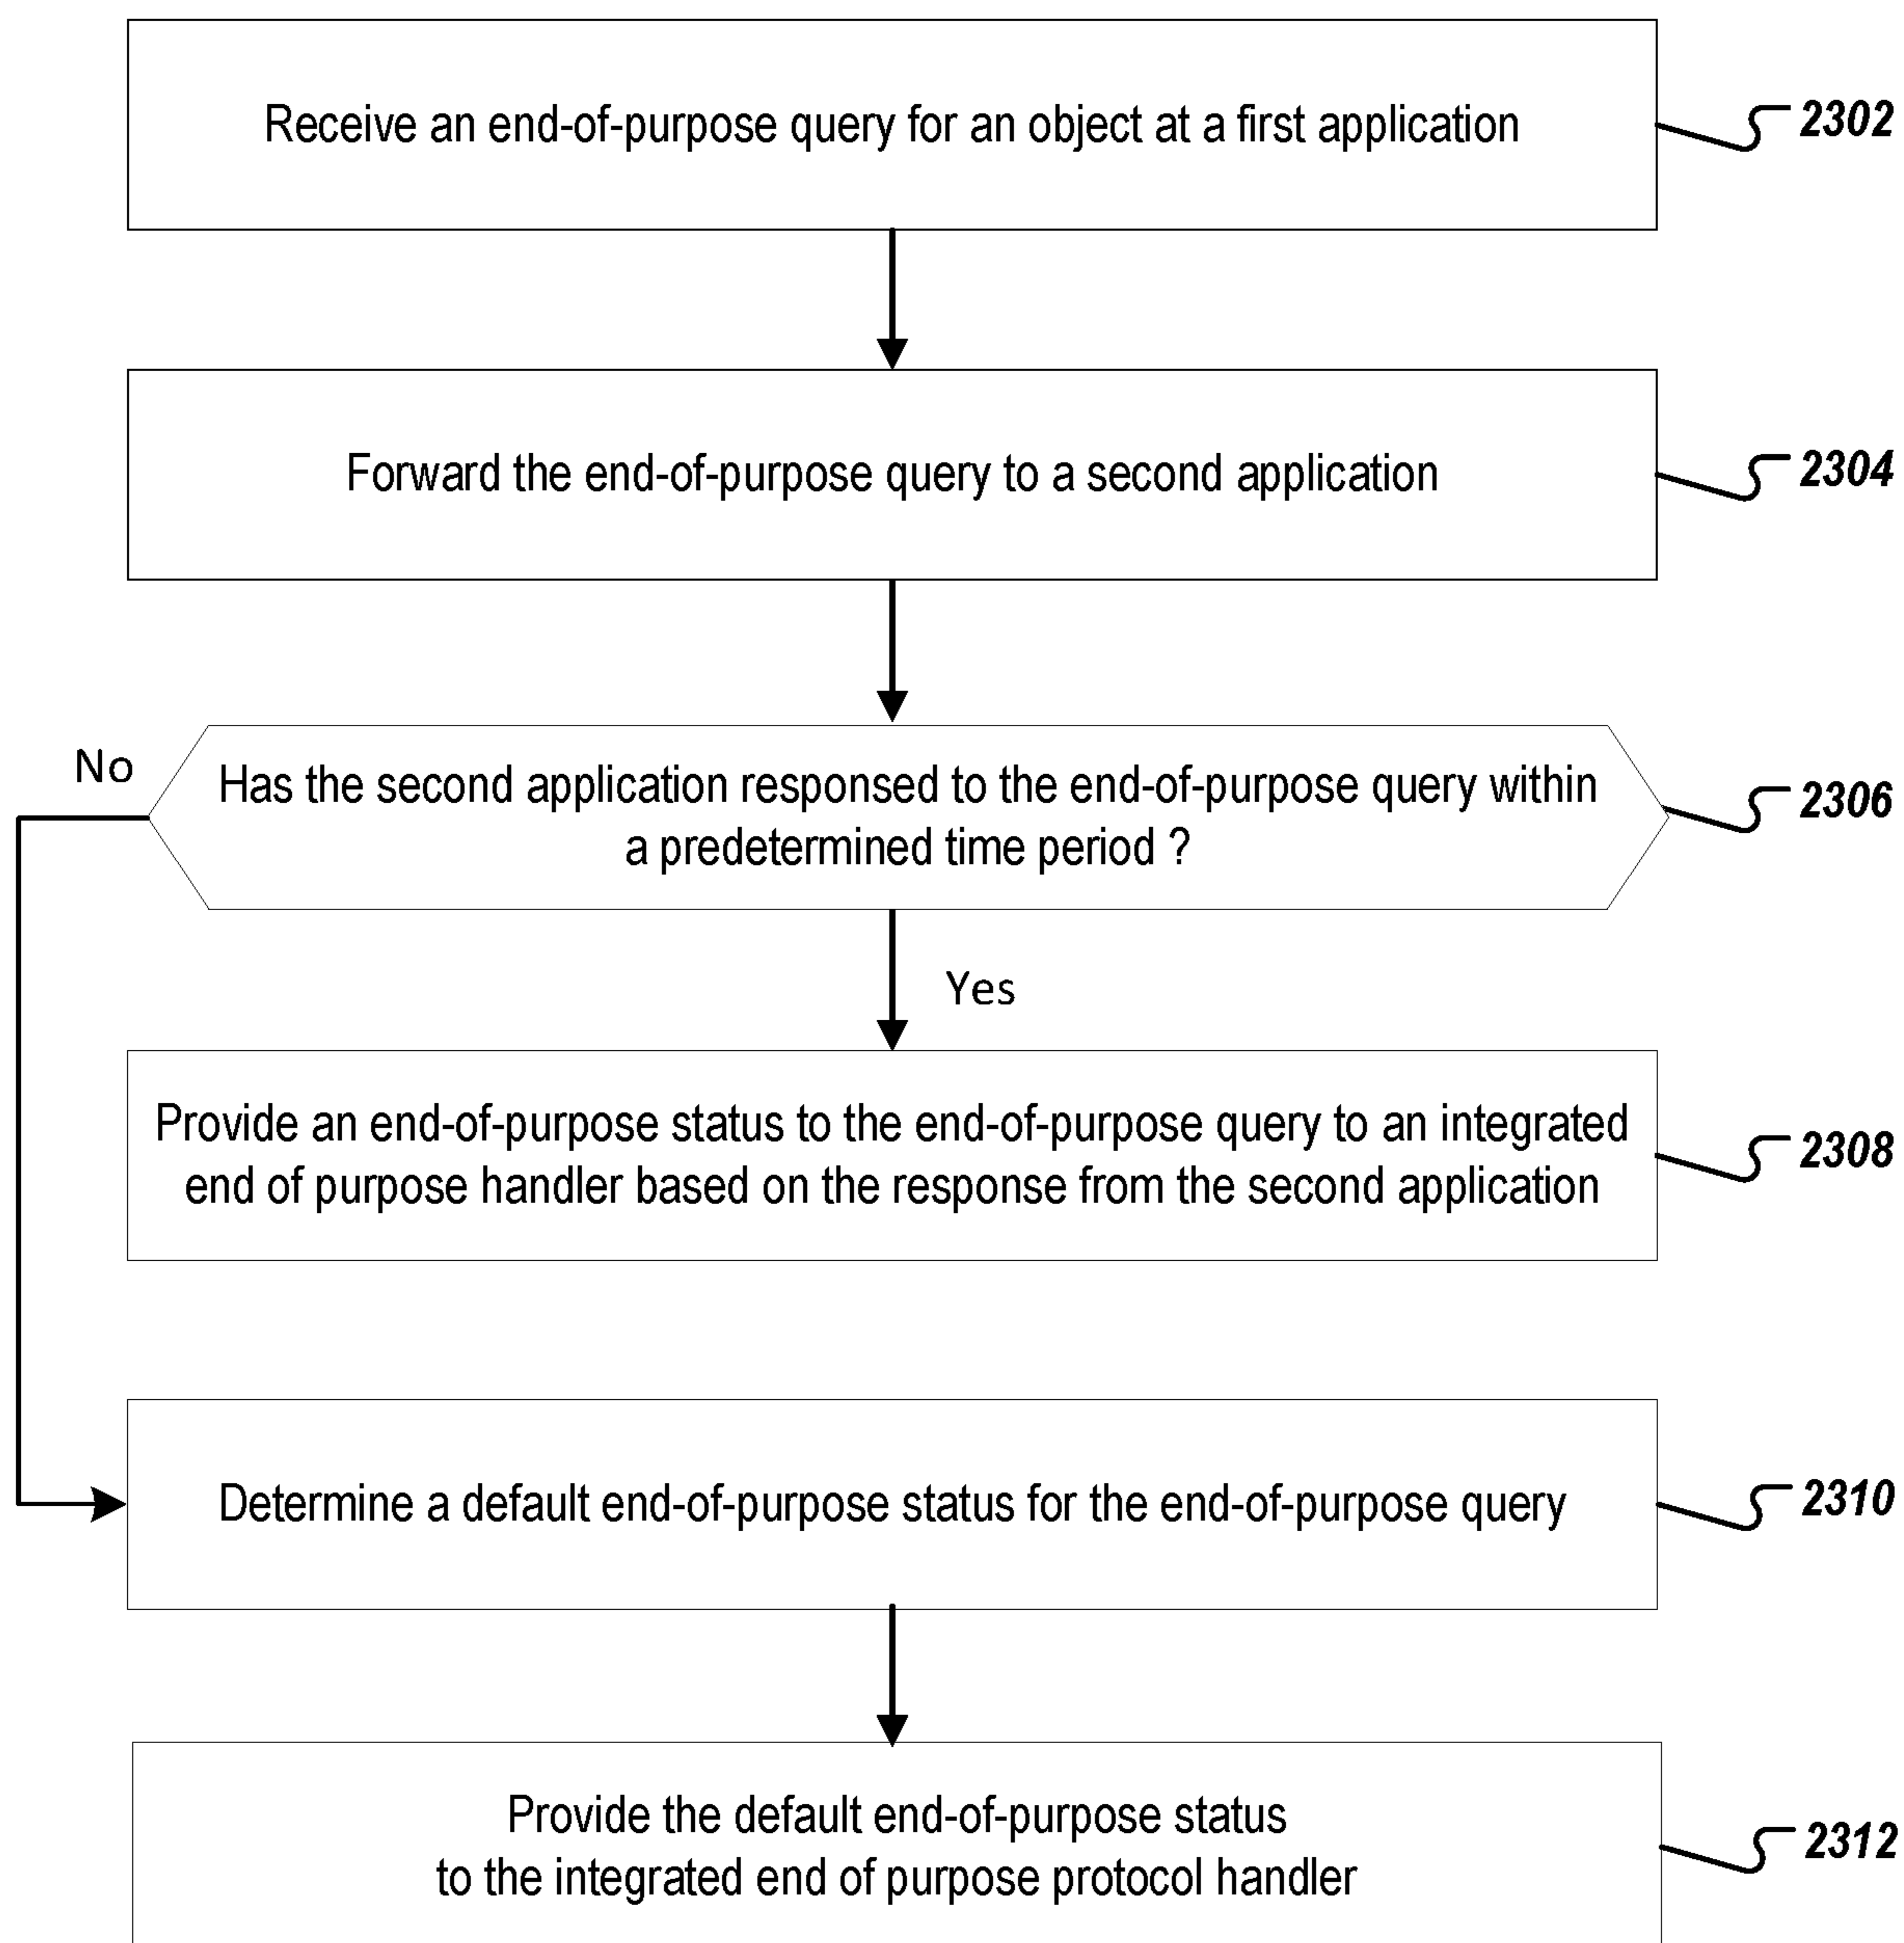 Receive an end-of-purpose query for an object at a first application
2302
Forward the end-of-purpose query to a second application
2304
No
Has the second application responsed to the end-of-purpose query within
a predetermined time period ?
2306
Yes
Provide an end-of-purpose status to the end-of-purpose query to an integrated
end of purpose handler based on the response from the second application
2308
Determine a default end-of-purpose status for the end-of-purpose query
2310
Provide the default end-of-purpose status
to the integrated end of purpose protocol handler
2312